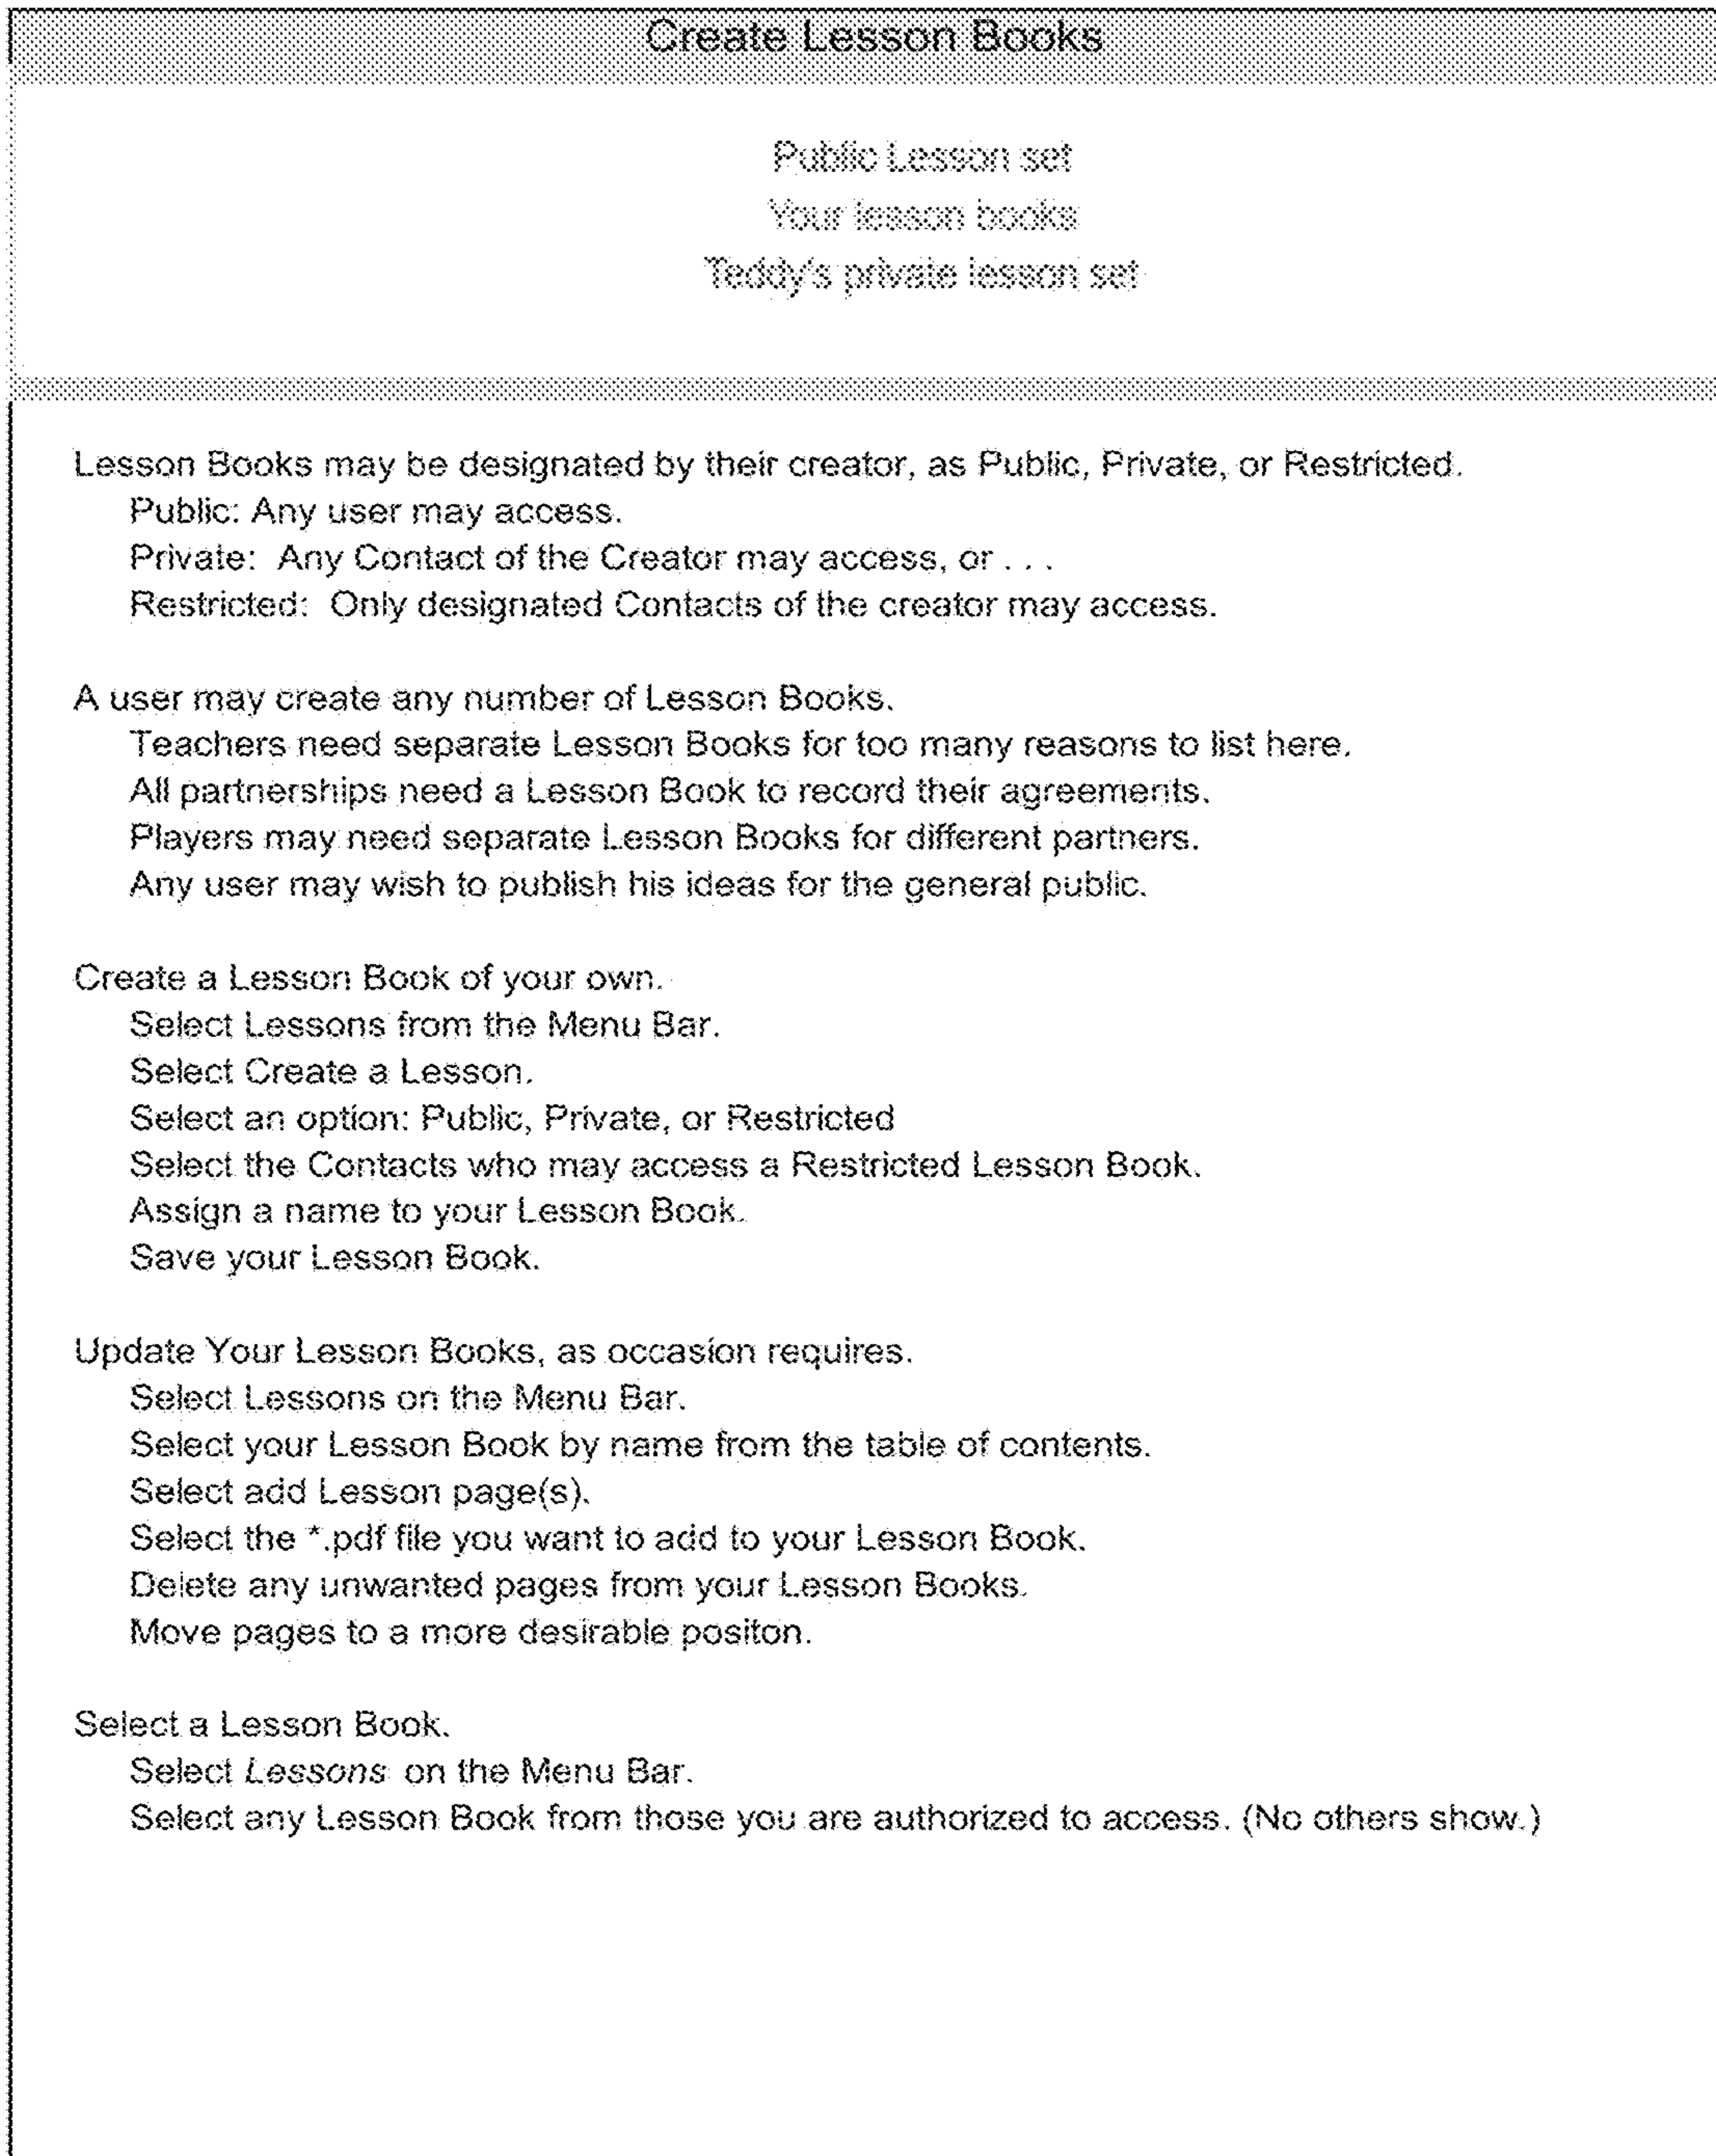 Create Lesson Books
Public Lesson set
Your lesson books
Teddy's private lesson set
Lesson Books may be designated by their creator, as Public, Private, or Restricted.
Public: Any user may access.
Private: Any Contact of the Creator may access, or . . .
Restricted: Only designated Contacts of the creator may access.
A user may create any number of Lesson Books.
Teachers need separate Lesson Books for too many reasons to list here.
All partnerships need a Lesson Book to record their agreements.
Players may need separate Lesson Books for different partners.
Any user may wish to publish his ideas for the general public.
Create a Lesson Book of your own.
Select Lessons from the Menu Bar.
Select Create a Lesson.
Select an option: Public, Private, or Restricted
Select the Contacts who may access a Restricted Lesson Book.
Assign a name to your Lesson Book.
Save your Lesson Book.
Update Your Lesson Books, as occasion requires.
Select Lessons on the Menu Bar.
Select your Lesson Book by name from the table of contents.
Select add Lesson page(s).
Select the *.pdf file you want to add to your Lesson Book.
Delete any unwanted pages from your Lesson Books.
Move pages to a more desirable positon.
Select a Lesson Book.
Select Lessons on the Menu Bar.
Select any Lesson Book from those you are authorized to access. (No others show.)